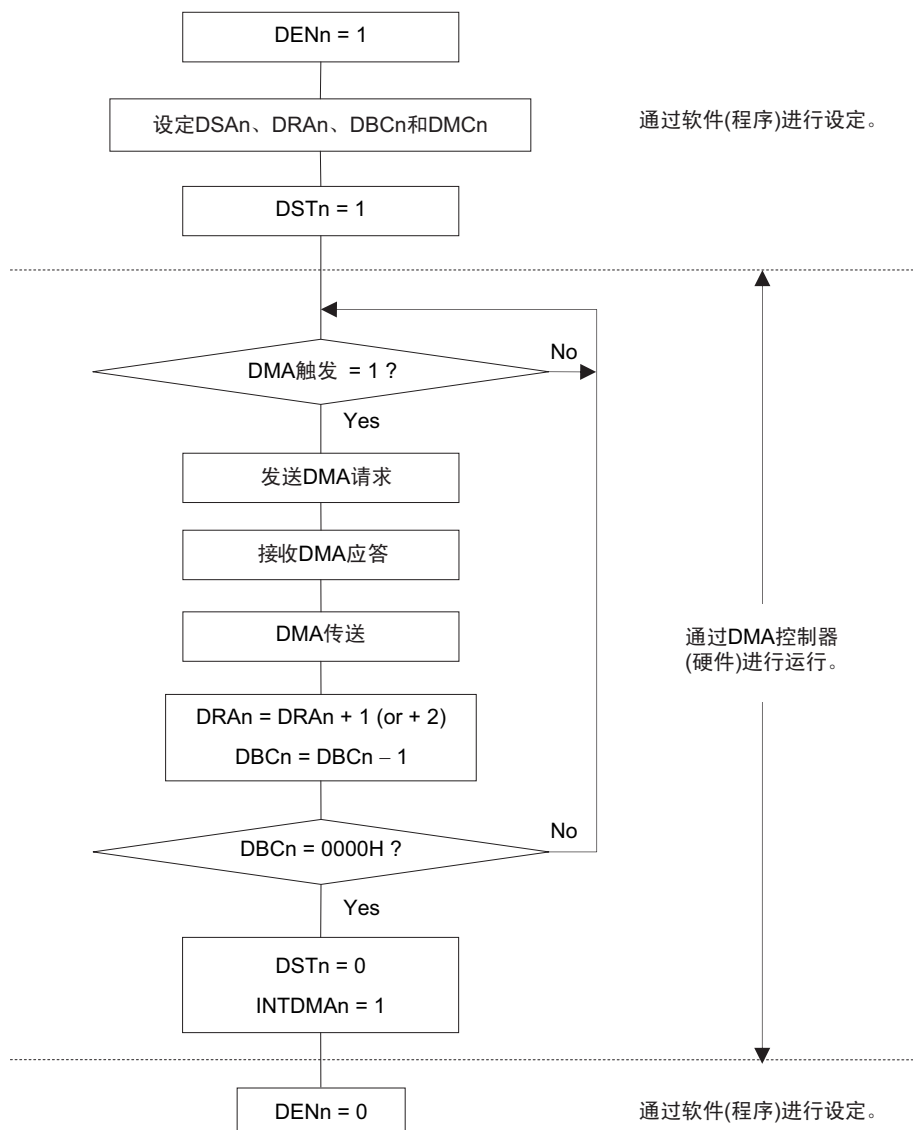 DENn = 1
设定DSAn、DRAn、DBCn和DMCn
通过软件(程序)进行设定。
DSTn = 1
DMA触发 = 1 ?
No
Yes
发送DMA请求
接收DMA应答
DMA传送
通过DMA控制器
(硬件)进行运行。
DRAn = DRAn + 1 (or + 2)
DBCn = DBCn – 1
DBCn = 0000H ?
No
Yes
DSTn = 0
INTDMAn = 1
DENn = 0
通过软件(程序)进行设定。